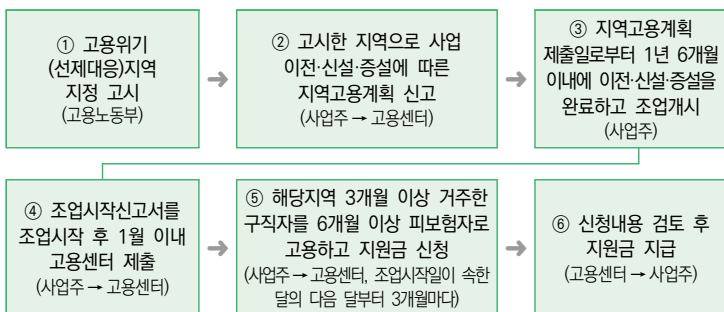 ① 고용위기
(선제대응)지역
지정 고시
(고용노동부)
➜
② 고시한 지역으로 사업
이전·신설·증설에 따른
지역고용계획 신고
(사업주 → 고용센터)
➜
③ 지역고용계획
제출일로부터 1년 6개월
이내에 이전·신설·증설을
완료하고 조업개시
(사업주)
④ 조업시작신고서를
조업시작 후 1월 이내
고용센터 제출
(사업주 → 고용센터)
➜
⑤ 해당지역 3개월 이상 거주한
구직자를 6개월 이상 피보험자로
고용하고 지원금 신청
(사업주 → 고용센터, 조업시작일이 속한
달의 다음 달부터 3개월마다)
➜
⑥ 신청내용 검토 후
지원금 지급
(고용센터 → 사업주)